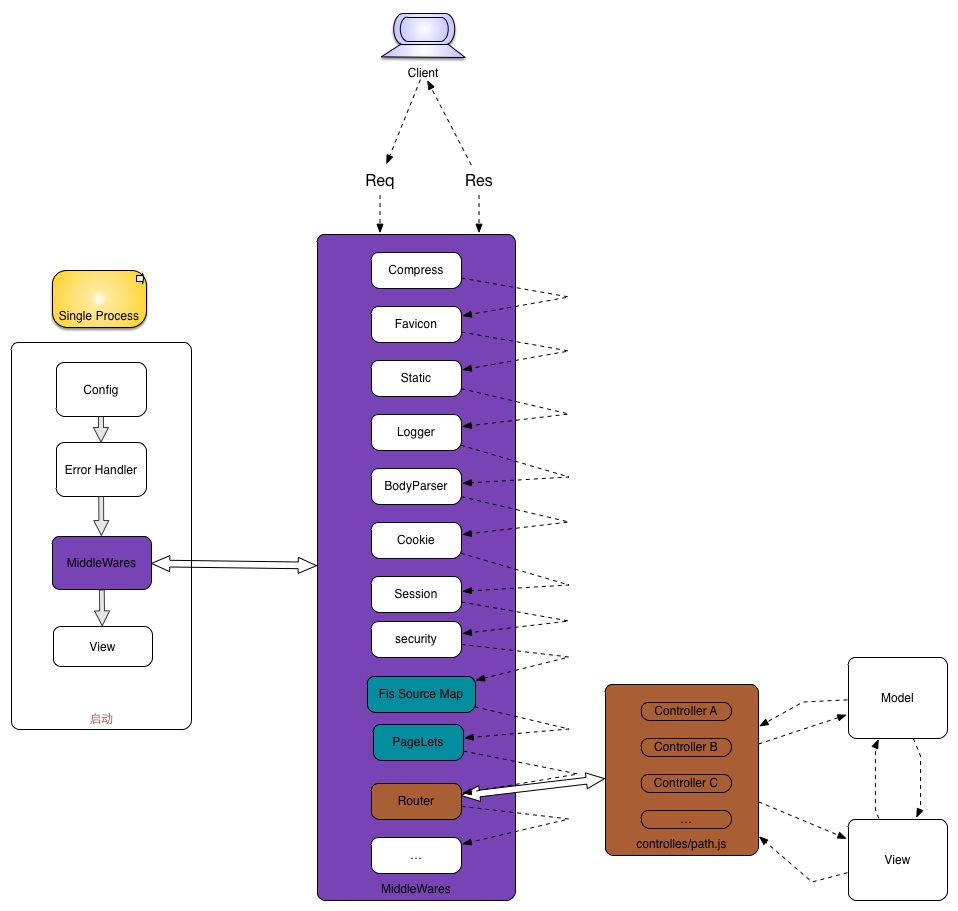 Client
Req
Res
Single Process
Config
Error Handler
MiddleWares
View
启动
Compress
Favicon
Static
Logger
BodyParser
Cookie
Session
security
Fis Source Map
PageLets
Router
...
MiddleWares
Controller A
Controller B
Controller C
...
controlles/path.js
Model
View